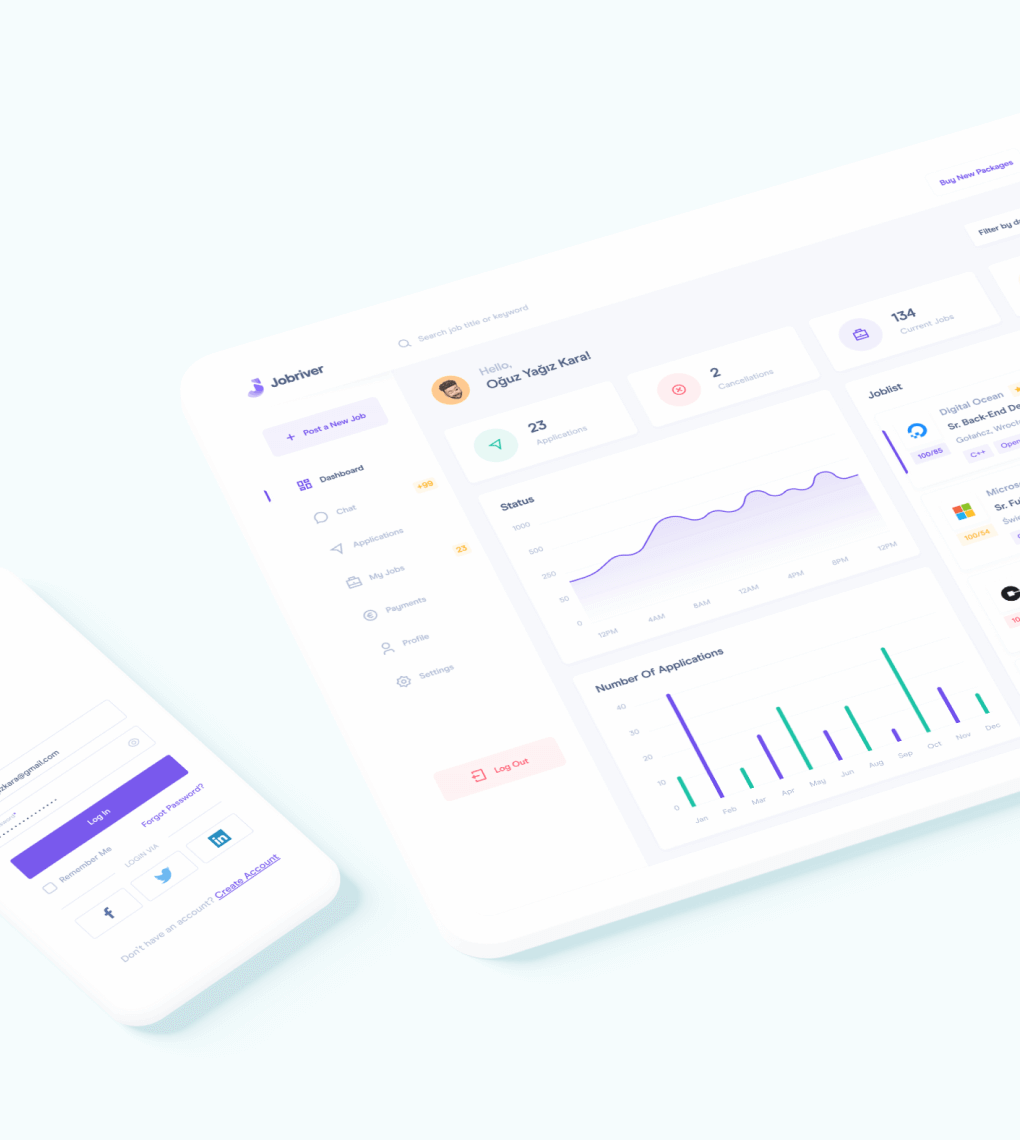 Buy New Packages
Filter by da
Search job title or keyword
Jobriver
Hello,
Oğuz Yağız Kara!
+ Post a New Job
Dashboard
Chat
+99
Applications
My Jobs
23
Payments
Profile
Settings
Log Out
23
Applications
2
Cancellations
134
Current Jobs
Status
1000
500
250
50
0
12PM
4AM
8AM
12AM
4PM
8PM
12PM
Number Of Applications
40
30
20
10
0
Jan
Feb
Mar
Apr
May
Jun
Aug
Sep
Oct
Nov
Dec
Joblist
Digital Ocean
Sr. Back-End De
Gołańcz, Wrocł
100/85
C++
Open
Micros
Sr. Fu
Świe
100/54
10
zkara@gmail.com
Log In
Remember Me
Forgot Password?
LOGIN VIA
f
in
Don't have an account? Create Account